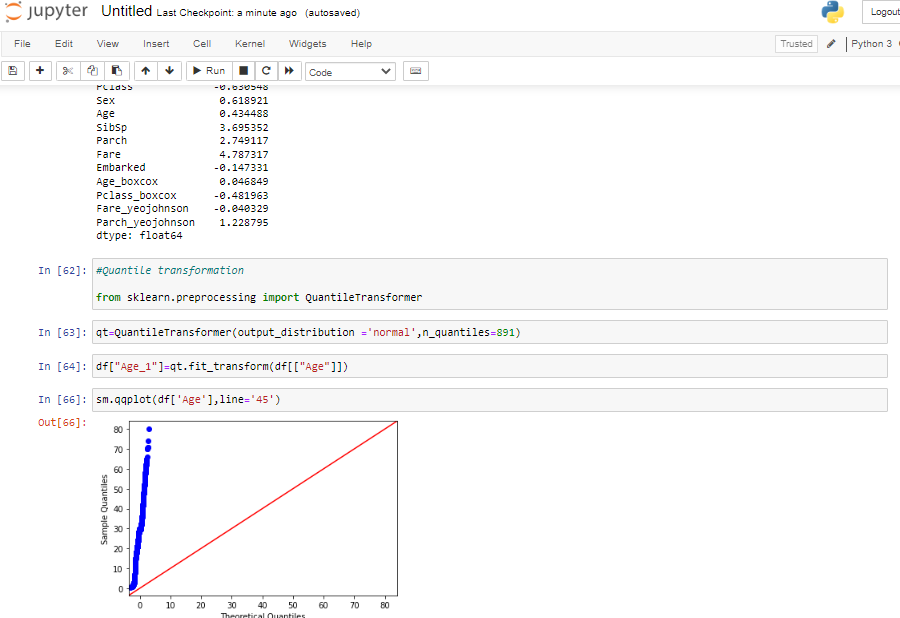 jupyter Untitled Last Checkpoint: a minute ago (autosaved)
Logout
File Edit View Insert Cell Kernel Widgets Help
Trusted Python 3
Run Code
Pclass -0.630548
Sex 0.618921
Age 0.434488
SibSp 3.695352
Parch 2.749117
Fare 4.787317
Embarked -0.147331
Age_boxcox 0.046849
Pclass_boxcox -0.481963
Fare_yeojohnson -0.040329
Parch_yeojohnson 1.228795
dtype: float64
In [62]: #Quantile transformation
from sklearn.preprocessing import QuantileTransformer
In [63]: qt=QuantileTransformer(output_distribution ='normal',n_quantiles=891)
In [64]: df["Age_1"]=qt.fit_transform(df[["Age"]])
In [66]: sm.qqplot(df['Age'],line='45')
Out[66]:
80
70
60
50
40
30
20
10
0
Sample Quantiles
0 10 20 30 40 50 60 70 80
Theoretical Quantiles